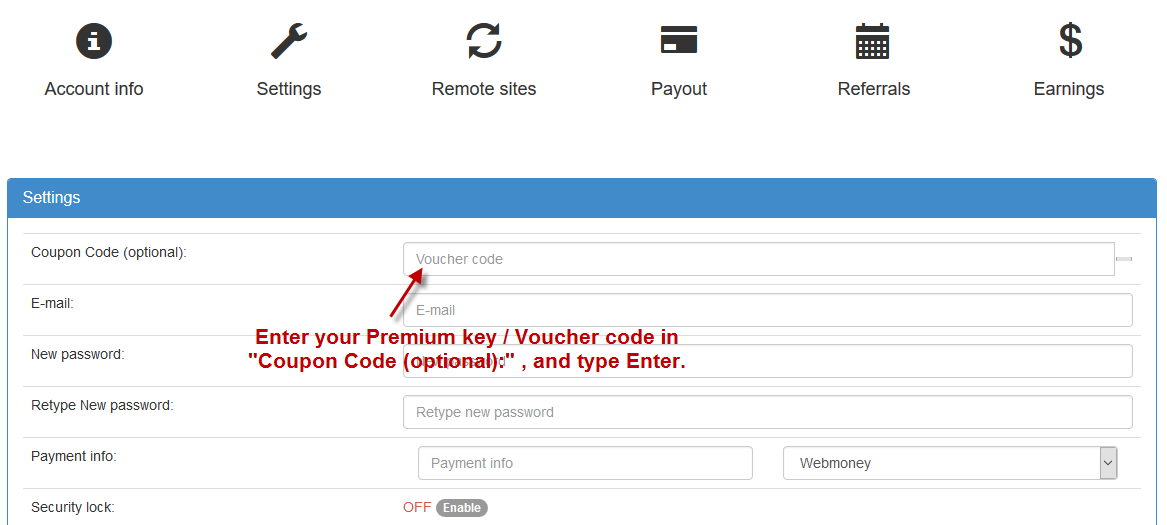 Account info
Settings
Remote sites
Payout
Referrals
Earnings
Settings
Coupon Code (optional):
Voucher code
E-mail:
E-mail
Enter your Premium key / Voucher code in
"Coupon Code (optional):" , and type Enter.
New password:
New password
Retype New password:
Retype new password
Payment info:
Payment info
Webmoney
Security lock:
OFF Enable